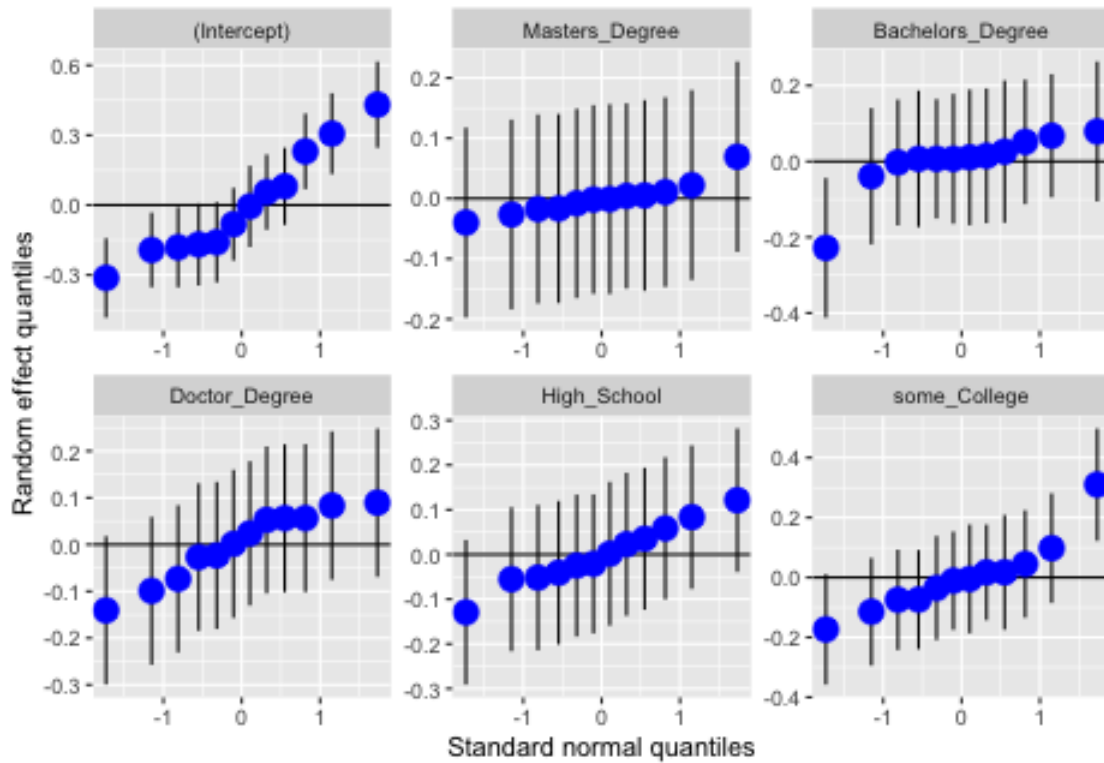 (Intercept)
Masters_Degree
Bachelors_Degree
0.6
0.3
0.0
-0.3
0.2
0.1
0.0
-0.1
-0.2
0.2
0.0
-0.2
-0.4
-1 0 1
-1 0 1
-1 0 1
Random effect quantiles
Doctor_Degree
High_School
some_College
0.2
0.1
0.0
-0.1
-0.2
-0.3
0.3
0.2
0.1
0.0
-0.1
-0.2
-0.3
0.4
0.2
0.0
-0.2
-0.4
-1 0 1
-1 0 1
-1 0 1
Standard normal quantiles